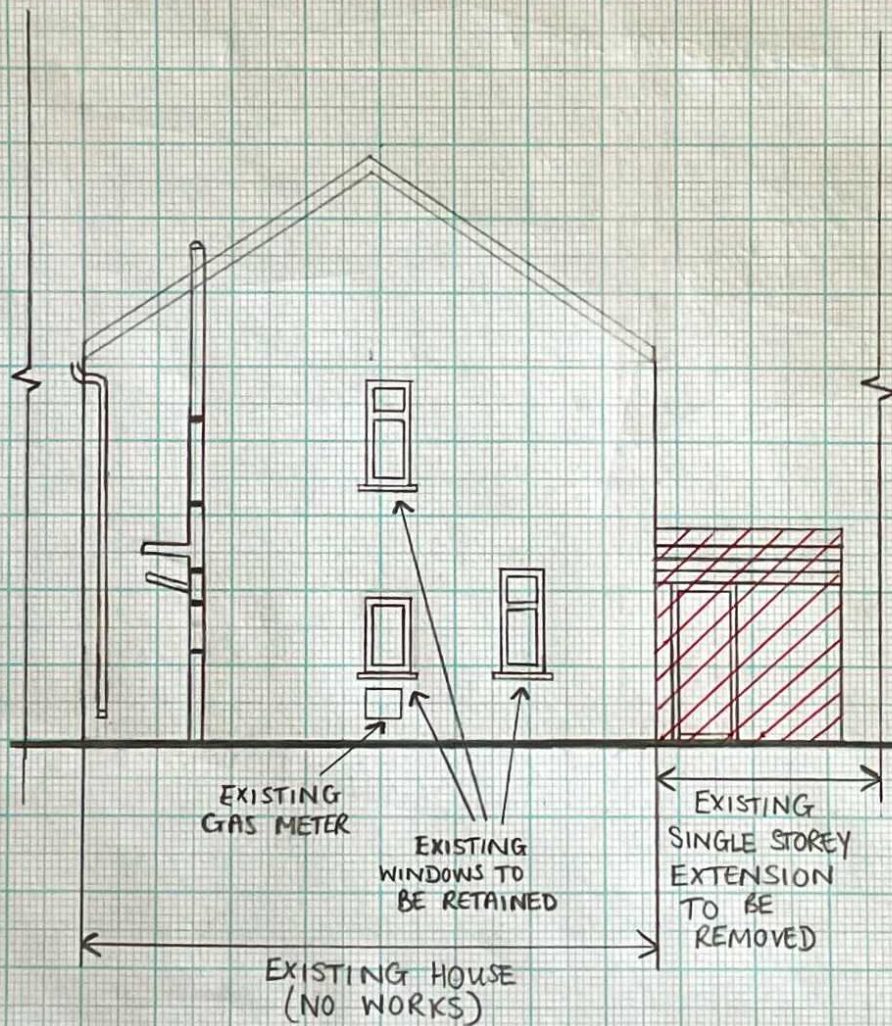 EXISTING
GAS METER
EXISTING
WINDOWS TO
BE RETAINED
EXISTING
SINGLE STOREY
EXTENSION
TO BE
REMOVED
EXISTING HOUSE
(NO WORKS)